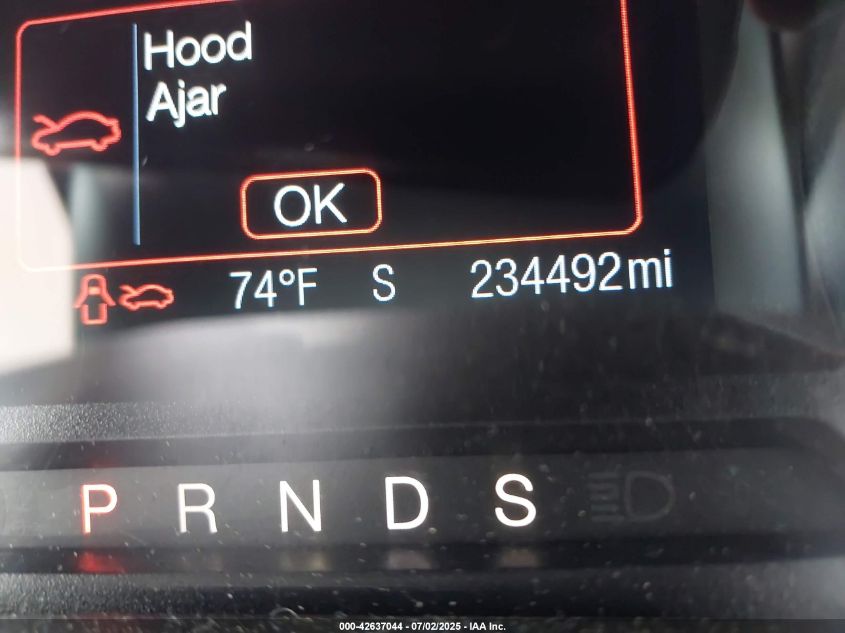 Hood
Ajar
OK
74°F S 234492mi
P R N D S
000-42637044 - 07/02/2025 - IAA Inc.